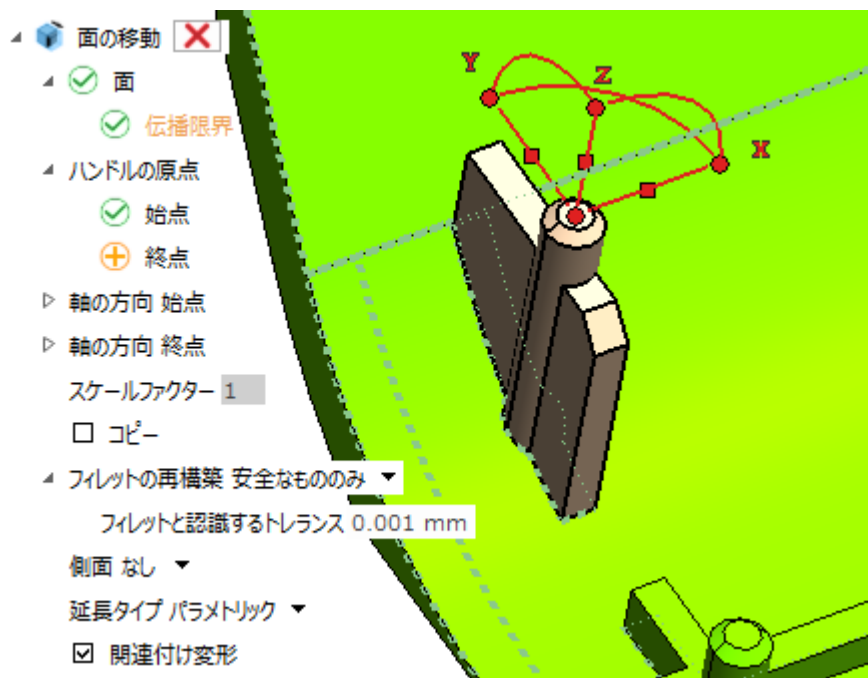 面の移動
面
伝播限界
ハンドルの原点
始点
終点
軸の方向 始点
軸の方向 終点
スケールファクター 1
コピー
フィレットの再構築 安全なもののみ
フィレットと認識するトレランス 0.001 mm
側面 なし
延長タイプ パラメトリック
関連付け変形
Y
Z
X